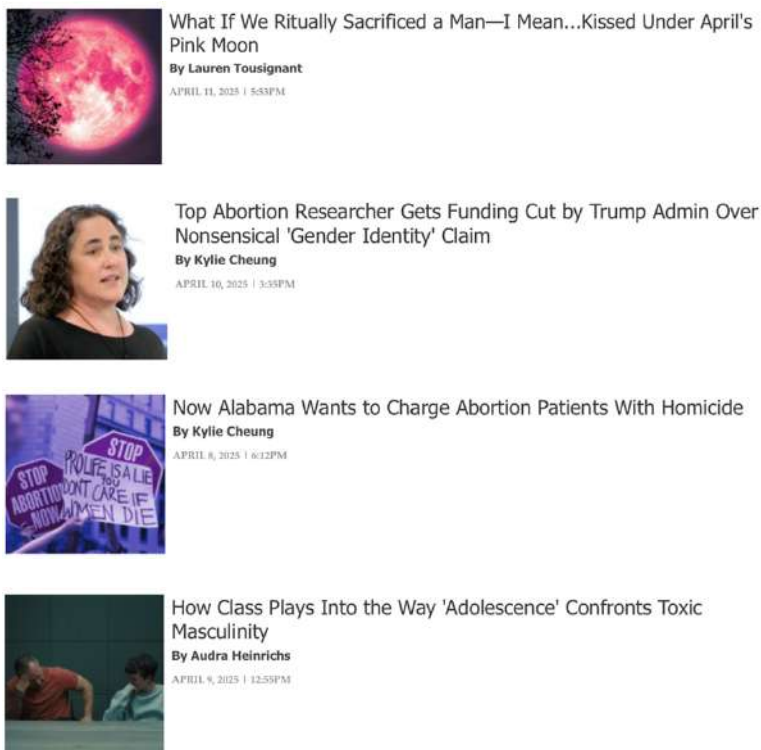 What If We Ritually Sacrificed a Man—I Mean...Kissed Under April's
Pink Moon
By Lauren Tousignant
APRIL 11, 2025 | 5:53PM
Top Abortion Researcher Gets Funding Cut by Trump Admin Over
Nonsensical 'Gender Identity' Claim
By Kylie Cheung
APRIL 10, 2025 | 3:35PM
Now Alabama Wants to Charge Abortion Patients With Homicide
By Kylie Cheung
APRIL 8, 2025 | 6:12PM
STOP
STOP
ABORTION
NOW
PROLIFE IS A LIE
YOU
DONT CARE IF
WOMEN DIE
How Class Plays Into the Way 'Adolescence' Confronts Toxic
Masculinity
By Audra Heinrichs
APRIL 9, 2025 | 12:55PM